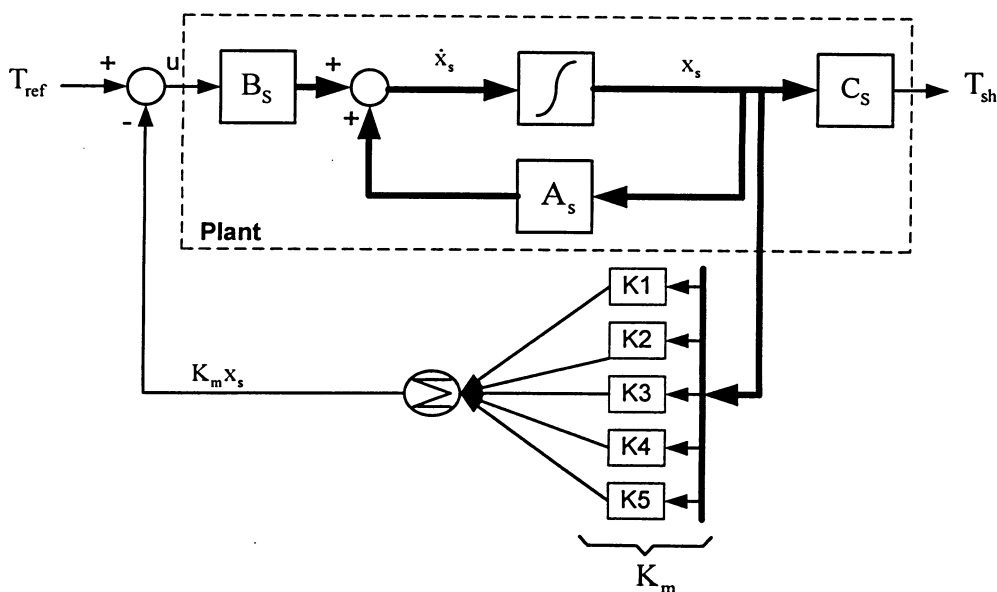 T_ref
+
-
u
B_s
+
+
ẋ_s
∫
x_s
C_s
T_sh
A_s
Plant
K1
K2
K3
K4
K5
Σ
K_m x_s
K_m